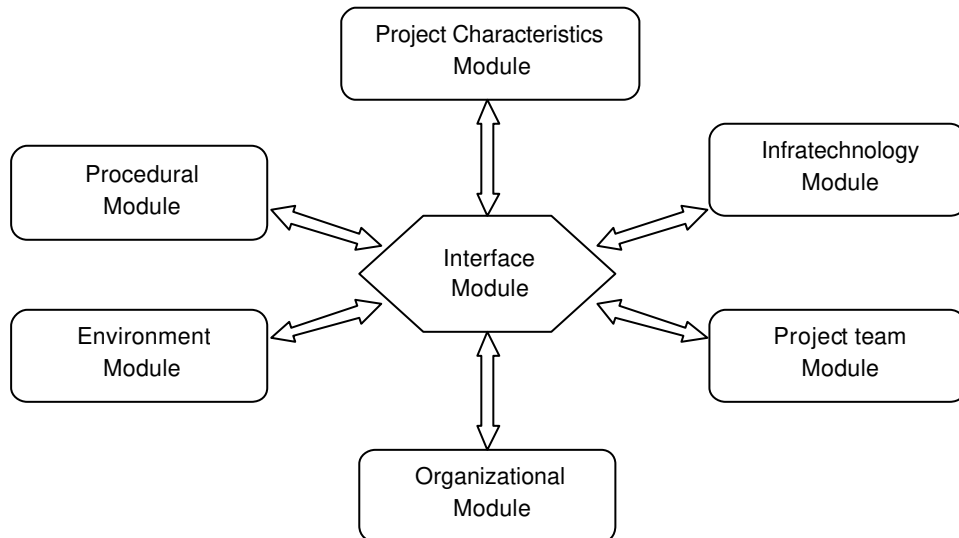 Project Characteristics
Module
Infratechnology
Module
Procedural
Module
Interface
Module
Environment
Module
Project team
Module
Organizational
Module